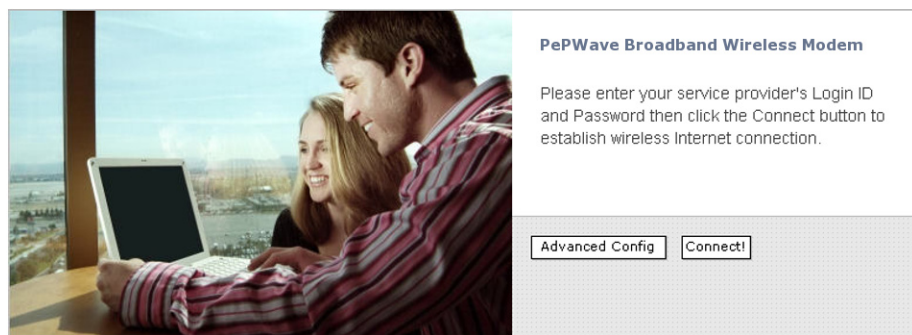 PePWave Broadband Wireless Modem
Please enter your service provider's Login ID
and Password then click the Connect button to
establish wireless Internet connection.
Advanced Config
Connect!